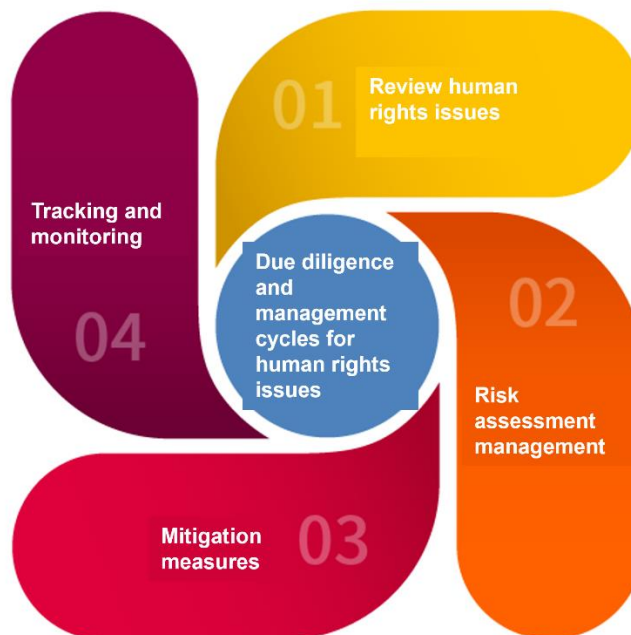 01
Review human
rights issues
02
Risk
assessment
management
03
Mitigation
measures
04
Tracking and
monitoring
Due diligence
and
management
cycles for
human rights
issues